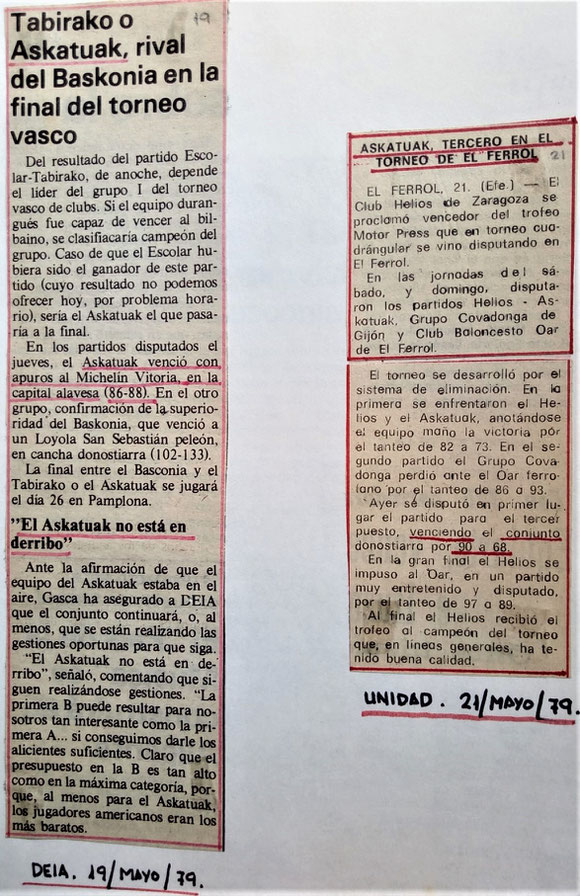 19
Tabirako o
Askatuak, rival
del Baskonia en la
final del torneo
vasco
Del resultado del partido Esco-
lar-Tabirako, de anoche, depende
el líder del grupo I del torneo
vasco de clubs. Si el equipo duran-
gués fue capaz de vencer al bil-
baino, se clasifiacaría campeón del
grupo. Caso de que el Escolar hu-
biera sido el ganador de este par-
tido (cuyo resultado no podemos
ofrecer hoy, por problema hora-
rio), sería el Askatuak el que pasa-
ría a la final.
En los partidos disputados el
jueves, el Askatuak venció con
apuros al Michelín Vitoria, en la
capital alavesa (86-88). En el otro
grupo, confirmación de la superio-
ridad del Baskonia, que venció a
un Loyola San Sebastián peleón,
en cancha donostiarra (102-133).
La final entre el Basconia y el
Tabirako o el Askatuak se jugará
el día 26 en Pamplona.
"El Askatuak no está en
derribo"
Ante la afirmación de que el
equipo del Askatuak estaba en el
aire, Gasca ha asegurado a DEIA
que el conjunto continuará, o, al
menos, que se están realizando las
gestiones oportunas para que siga.
"El Askatuak no está en de-
rribo", señaló, comentando que si-
guen realizándose gestiones. "La
primera B puede resultar para no-
sotros tan interesante como la pri-
mera A... si conseguimos darle los
alicientes suficientes. Claro que el
presupuesto en la B es tan alto
como en la máxima categoría, por-
que, al menos para el Askatuak,
los jugadores americanos eran los
más baratos.
DEIA. 19/MAYO/79.
ASKATUAK, TERCERO EN EL
TORNEO DE EL FERROL
21
EL FERROL, 21. (Efe.) — El
Club Helios de Zaragoza se
proclamó vencedor del trofeo
Motor Press que en torneo cua-
drángular se vino disputando en
El Ferrol.
En las jornadas del sá-
bado, y domingo, disputa-
ron los partidos Helios - As-
katuak, Grupo Covadonga de
Gijón y Club Baloncesto Oar
de El Ferrol.
El torneo se desarrolló por el
sistema de eliminación. En la
primera se enfrentaron el He-
lios y el Askatuak, anotándose
el equipo maño la victoria por
el tanteo de 82 a 73. En el se-
gundo partido el Grupo Cova-
donga perdió ante el Oar ferro-
lano por el tanteo de 86 a 93.
Ayer se disputó en primer lu-
gar el partido para el tercer
puesto, venciendo el conjunto
donostiarra por 90 a 68.
En la gran final el Helios se
impuso al Oar, en un partido
muy entretenido y disputado,
por el tanteo de 97 a 89.
Al final el Helios recibió el
trofeo al campeón del torneo
que, en líneas generales, ha te-
nido buena calidad.
UNIDAD. 21/MAYO/79.